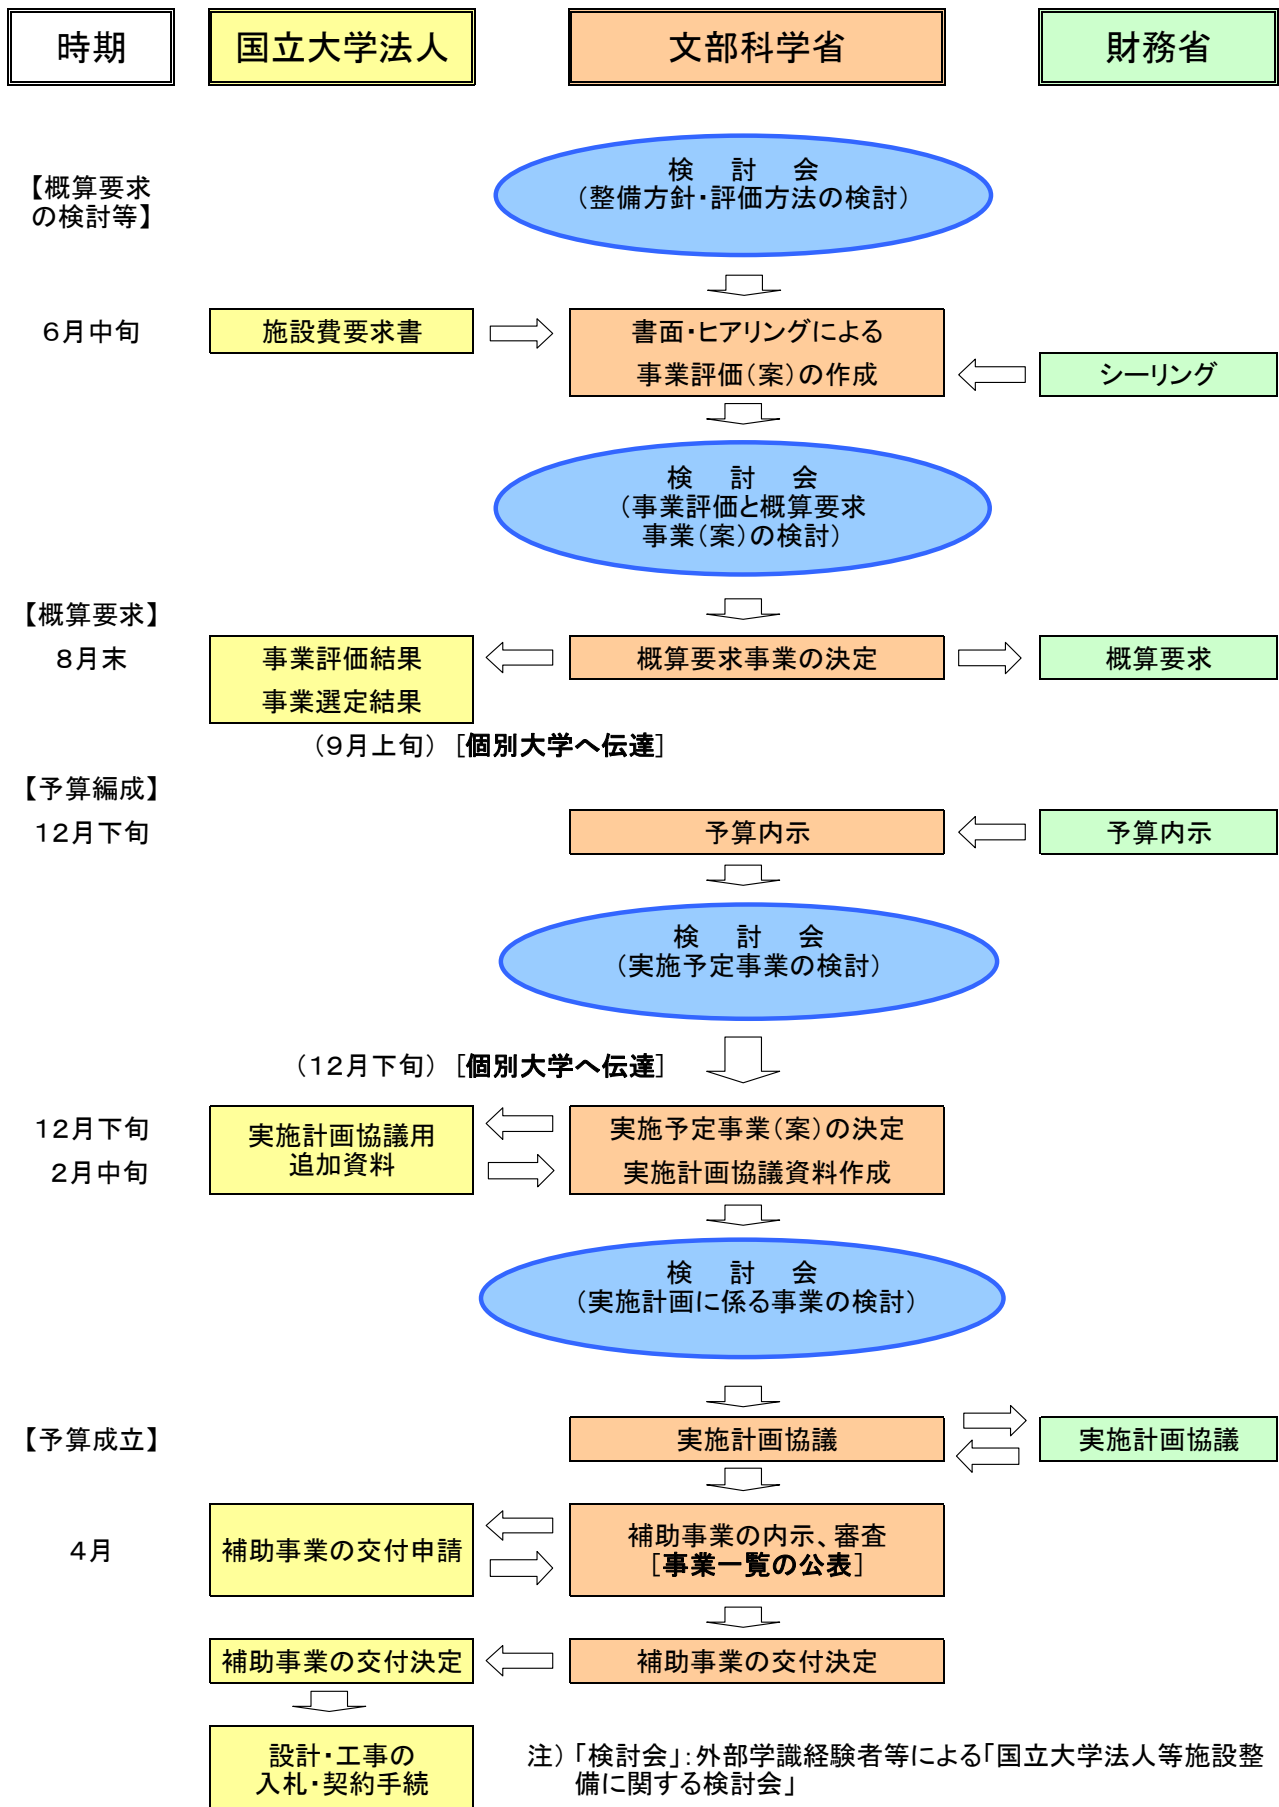 時期
国立大学法人
文部科学省
財務省
検　討　会
（整備方針・評価方法の検討）
【概算要求
の検討等】
６月中旬
施設費要求書
書面・ヒアリングによる
事業評価（案）の作成
シーリング
検　討　会
（事業評価と概算要求
事業（案）の検討）
【概算要求】
８月末
事業評価結果
事業選定結果
概算要求事業の決定
概算要求
（９月上旬）［個別大学へ伝達］
【予算編成】
１２月下旬
予算内示
予算内示
検　討　会
（実施予定事業の検討）
（１２月下旬）［個別大学へ伝達］
１２月下旬
２月中旬
実施計画協議用
追加資料
実施予定事業（案）の決定
実施計画協議資料作成
検　討　会
（実施計画に係る事業の検討）
【予算成立】
実施計画協議
実施計画協議
４月
補助事業の交付申請
補助事業の内示、審査
［事業一覧の公表］
補助事業の交付決定
補助事業の交付決定
設計・工事の
入札・契約手続
注）「検討会」：外部学識経験者等による「国立大学法人等施設整
備に関する検討会」